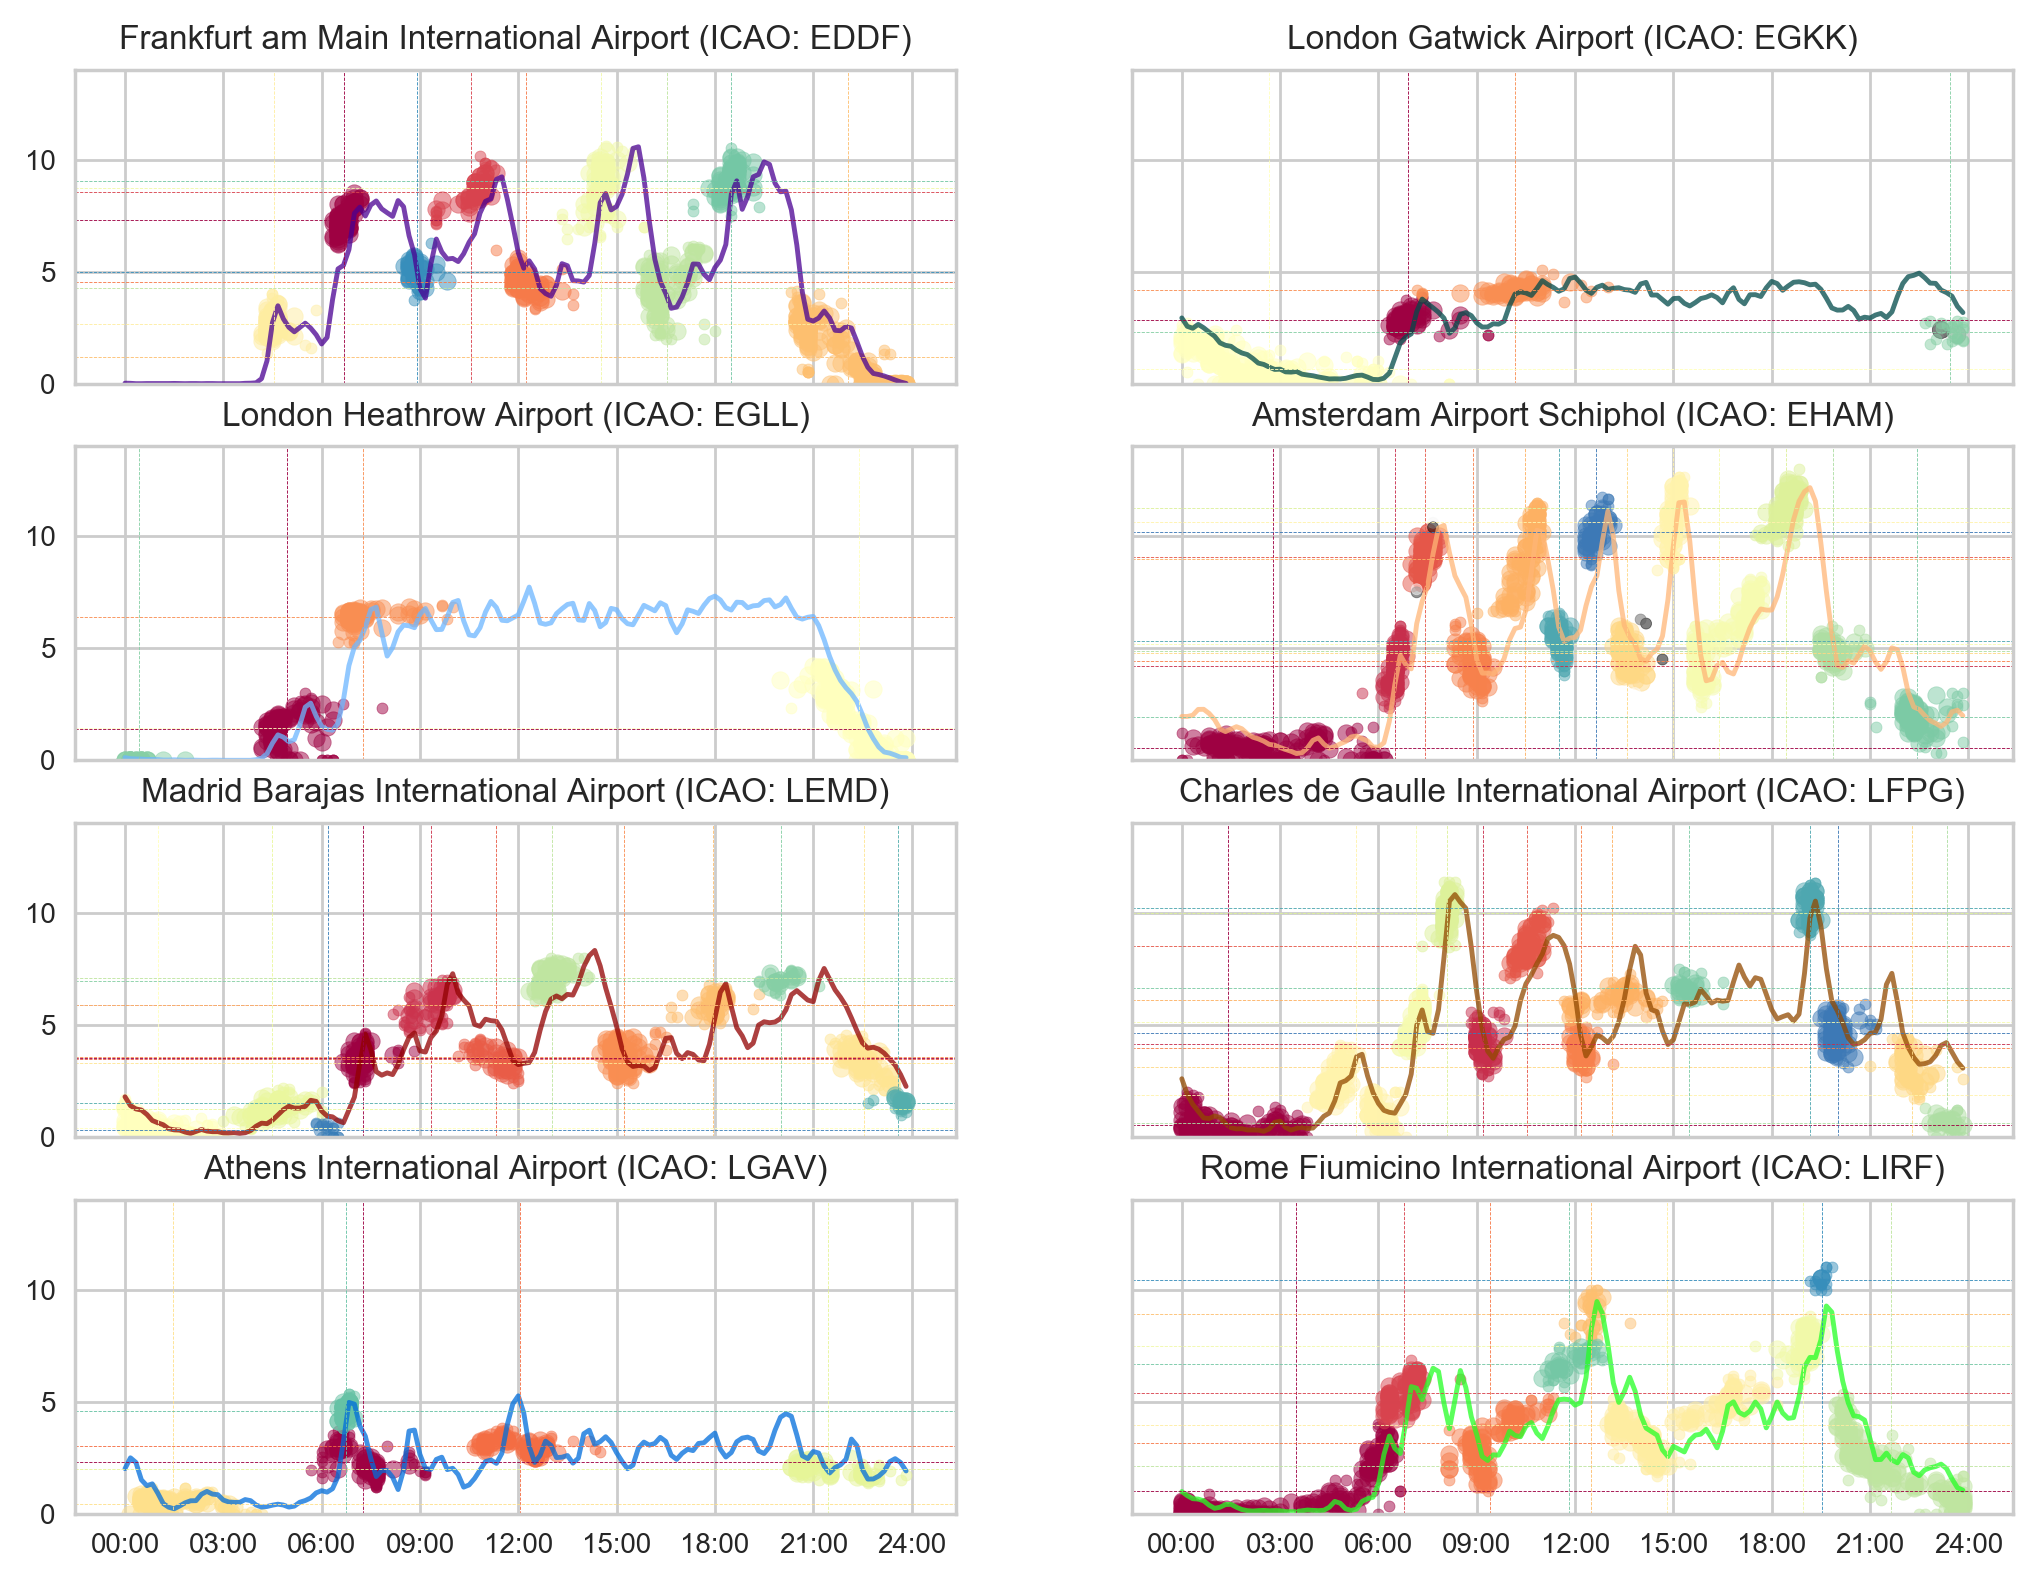 Frankfurt am Main International Airport (ICAO: EDDF)
London Gatwick Airport (ICAO: EGKK)
10
5
0
London Heathrow Airport (ICAO: EGLL)
Amsterdam Airport Schiphol (ICAO: EHAM)
10
5
0
Madrid Barajas International Airport (ICAO: LEMD)
Charles de Gaulle International Airport (ICAO: LFPG)
10
5
0
Athens International Airport (ICAO: LGAV)
Rome Fiumicino International Airport (ICAO: LIRF)
10
5
0
00:00 03:00 06:00 09:00 12:00 15:00 18:00 21:00 24:00
00:00 03:00 06:00 09:00 12:00 15:00 18:00 21:00 24:00